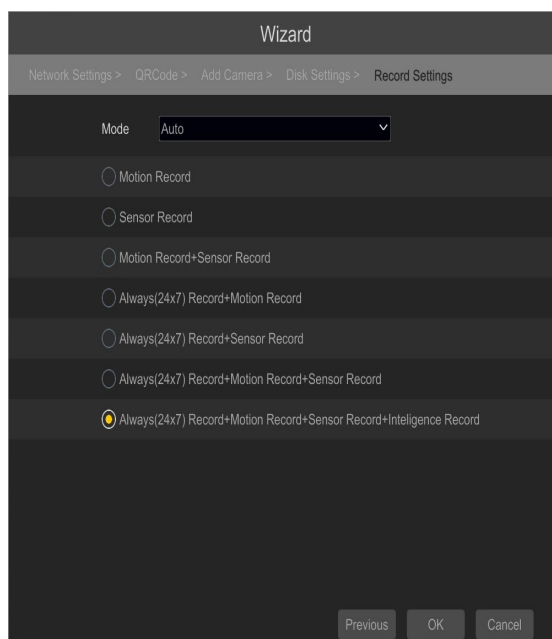 Wizard
Network Settings > QRCode > Add Camera > Disk Settings > Record Settings
Mode Auto
Motion Record
Sensor Record
Motion Record+Sensor Record
Always(24x7) Record+Motion Record
Always(24x7) Record+Sensor Record
Always(24x7) Record+Motion Record+Sensor Record
Always(24x7) Record+Motion Record+Sensor Record+Inteligence Record
Previous OK Cancel